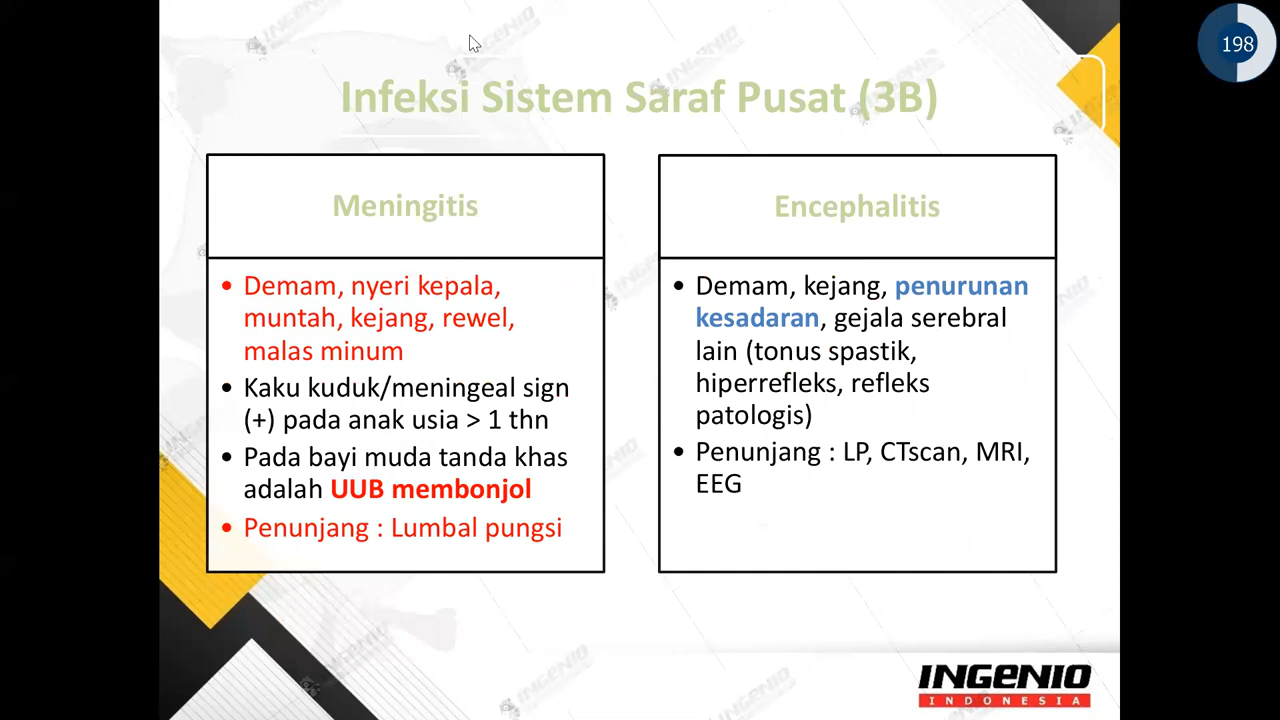 198
Infeksi Sistem Saraf Pusat (3B)
Meningitis
• Demam, nyeri kepala,
muntah, kejang, rewel,
malas minum
• Kaku kuduk/meningeal sign
(+) pada anak usia > 1 thn
• Pada bayi muda tanda khas
adalah UUB membonjol
• Penunjang : Lumbal pungsi
Encephalitis
• Demam, kejang, penurunan
kesadaran, gejala serebral
lain (tonus spastik,
hiperrefleks, refleks
patologis)
• Penunjang : LP, CTscan, MRI,
EEG
INGENIO
INDONESIA